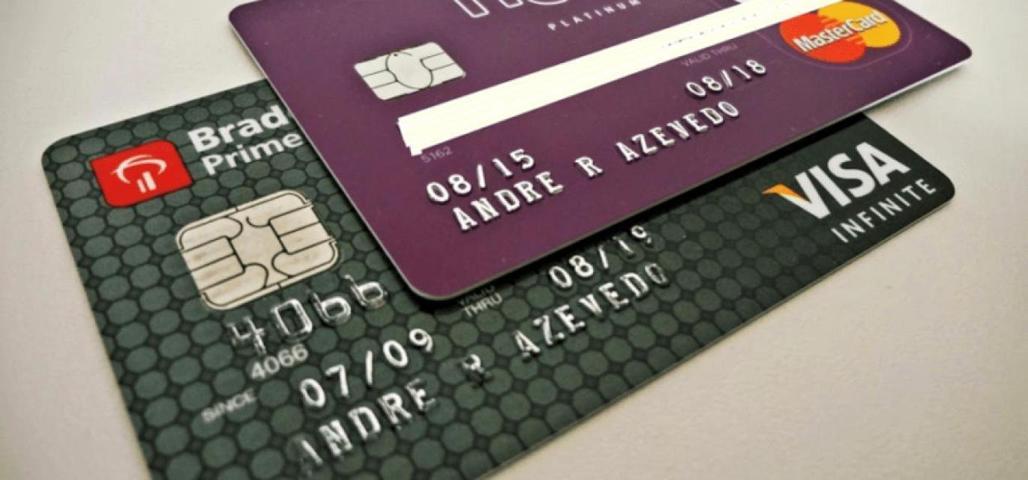 PLATINUM
MasterCard
VALID THRU
5162
08/15
08/18
ANDRE R AZEVEDO
Prime
VISA
INFINITE
4066
4066
VALID
THRU
08/19
SINCE
07/09
ANDRE R AZEVEDO